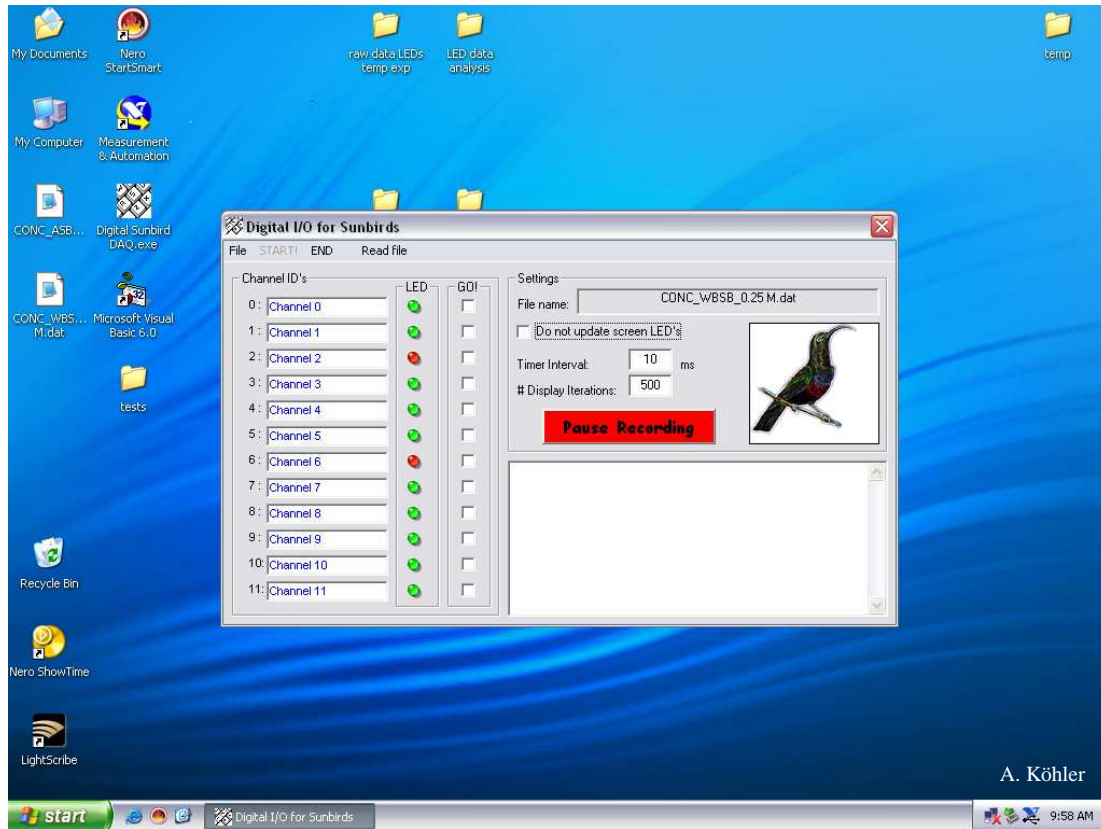 My Documents
Nero
StartSmart
raw data LEDs
temp exp
LED data
analysis
temp
My Computer
Measurement
& Automation
CONC_ASB...
Digital Sunbird
DAQ.exe
CONC_WBS...
M.dat
Microsoft Visual
Basic 6.0
tests
Recycle Bin
Nero ShowTime
LightScribe
Digital I/O for Sunbirds
File START! END Read file
Channel ID's
LED
GO!
0: Channel 0
1: Channel 1
2: Channel 2
3: Channel 3
4: Channel 4
5: Channel 5
6: Channel 6
7: Channel 7
8: Channel 8
9: Channel 9
10: Channel 10
11: Channel 11
Settings
File name: CONC_WBSB_0.25 M.dat
Do not update screen LED's
Timer Interval: 10 ms
# Display Iterations: 500
Pause Recording
A. Köhler
start
Digital I/O for Sunbirds
9:58 AM